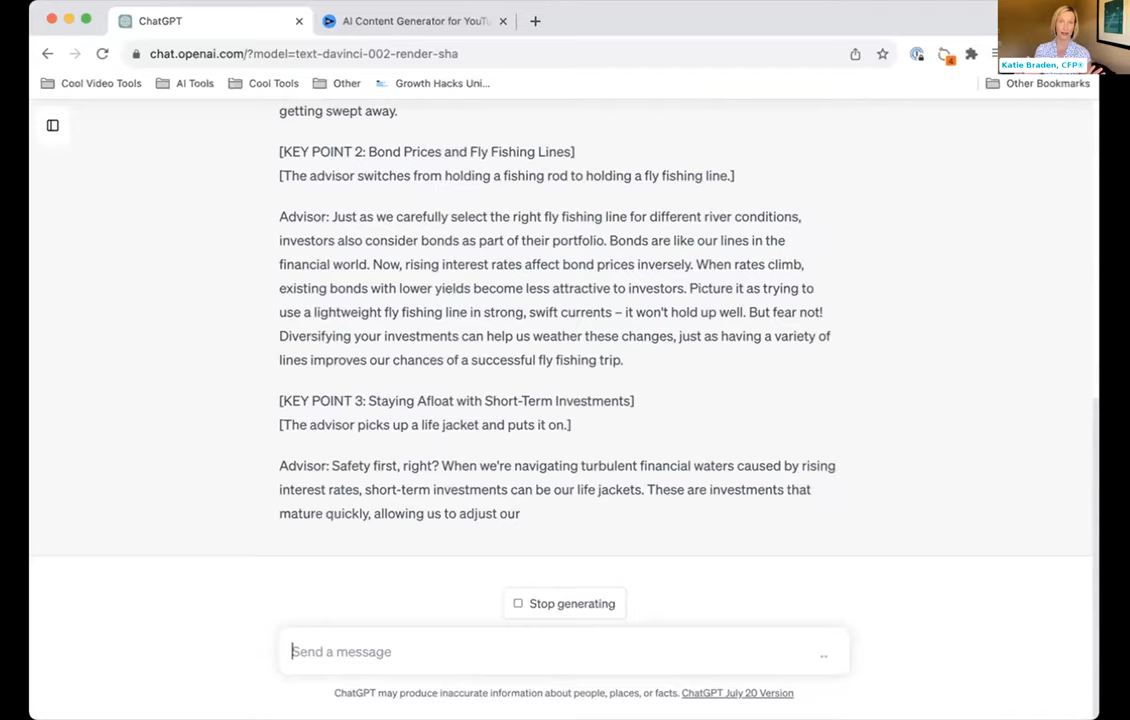 ChatGPT
AI Content Generator for YouTu
chat.openai.com/?model=text-davinci-002-render-sha
4
Katie Braden, CFP®
Cool Video Tools
AI Tools
Cool Tools
Other
Growth Hacks Uni...
Other Bookmarks
getting swept away.
[KEY POINT 2: Bond Prices and Fly Fishing Lines]
[The advisor switches from holding a fishing rod to holding a fly fishing line.]
Advisor: Just as we carefully select the right fly fishing line for different river conditions,
investors also consider bonds as part of their portfolio. Bonds are like our lines in the
financial world. Now, rising interest rates affect bond prices inversely. When rates climb,
existing bonds with lower yields become less attractive to investors. Picture it as trying to
use a lightweight fly fishing line in strong, swift currents – it won't hold up well. But fear not!
Diversifying your investments can help us weather these changes, just as having a variety of
lines improves our chances of a successful fly fishing trip.
[KEY POINT 3: Staying Afloat with Short-Term Investments]
[The advisor picks up a life jacket and puts it on.]
Advisor: Safety first, right? When we're navigating turbulent financial waters caused by rising
interest rates, short-term investments can be our life jackets. These are investments that
mature quickly, allowing us to adjust our
Stop generating
Send a message
ChatGPT may produce inaccurate information about people, places, or facts. ChatGPT July 20 Version